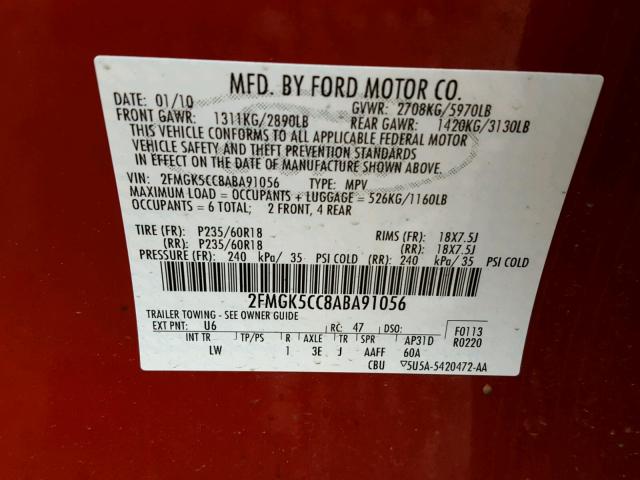 MFD. BY FORD MOTOR CO.
DATE: 01/10 GVWR: 2708KG/5970LB
FRONT GAWR: 1311KG/2890LB REAR GAWR: 1420KG/3130LB
THIS VEHICLE CONFORMS TO ALL APPLICABLE FEDERAL MOTOR
VEHICLE SAFETY AND THEFT PREVENTION STANDARDS
IN EFFECT ON THE DATE OF MANUFACTURE SHOWN ABOVE.
VIN: 2FMGK5CC8ABA91056 TYPE: MPV
MAXIMUM LOAD = OCCUPANTS + LUGGAGE = 526KG/1160LB
OCCUPANTS = 6 TOTAL; 2 FRONT, 4 REAR
TIRE (FR): P235/60R18 RIMS (FR): 18X7.5J
(RR): P235/60R18 (RR): 18X7.5J
PRESSURE (FR): 240 kPa/ 35 PSI COLD (RR): 240 kPa/ 35 PSI COLD
2FMGK5CC8ABA91056
TRAILER TOWING - SEE OWNER GUIDE
EXT PNT: U6 RC: 47 DSO: F0113
INT TR TP/PS R AXLE TR SPR AP31D R0220
LW 1 3E J AAFF 60A
CBU ▽5U5A-5420472-AA